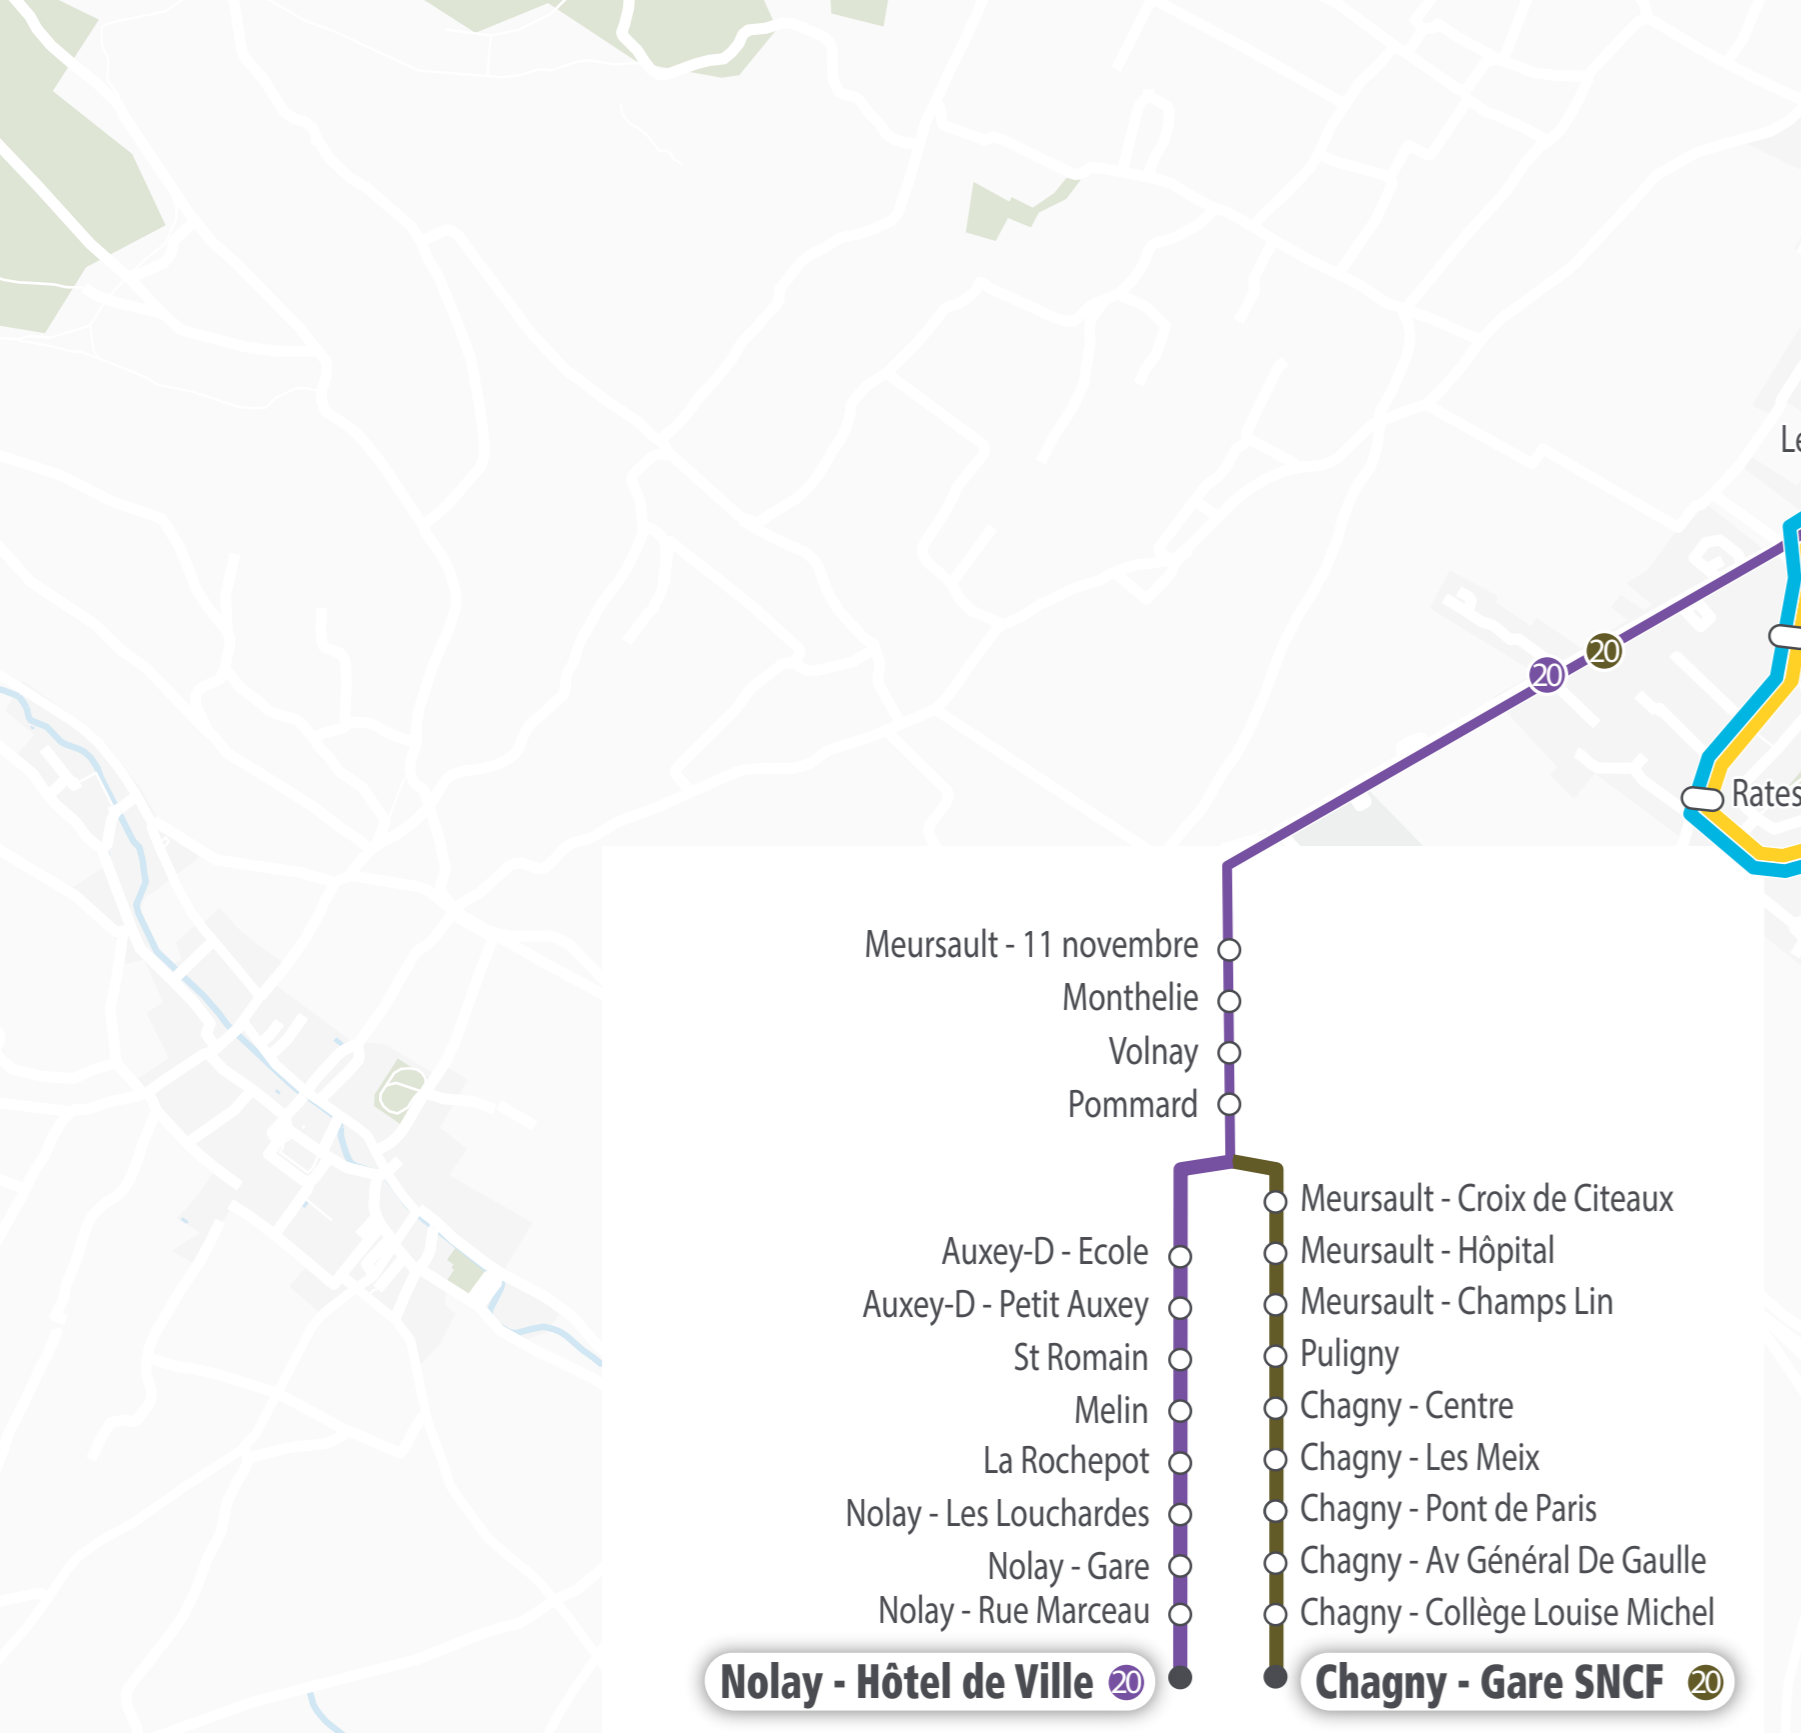 Le
20
20
Rates
Meursault - 11 novembre
Monthelie
Volnay
Pommard
Meursault - Croix de Citeaux
Meursault - Hôpital
Meursault - Champs Lin
Puligny
Chagny - Centre
Chagny - Les Meix
Chagny - Pont de Paris
Chagny - Av Général De Gaulle
Chagny - Collège Louise Michel
Auxey-D - Ecole
Auxey-D - Petit Auxey
St Romain
Melin
La Rochepot
Nolay - Les Louchardes
Nolay - Gare
Nolay - Rue Marceau
Nolay - Hôtel de Ville 20
Chagny - Gare SNCF 20